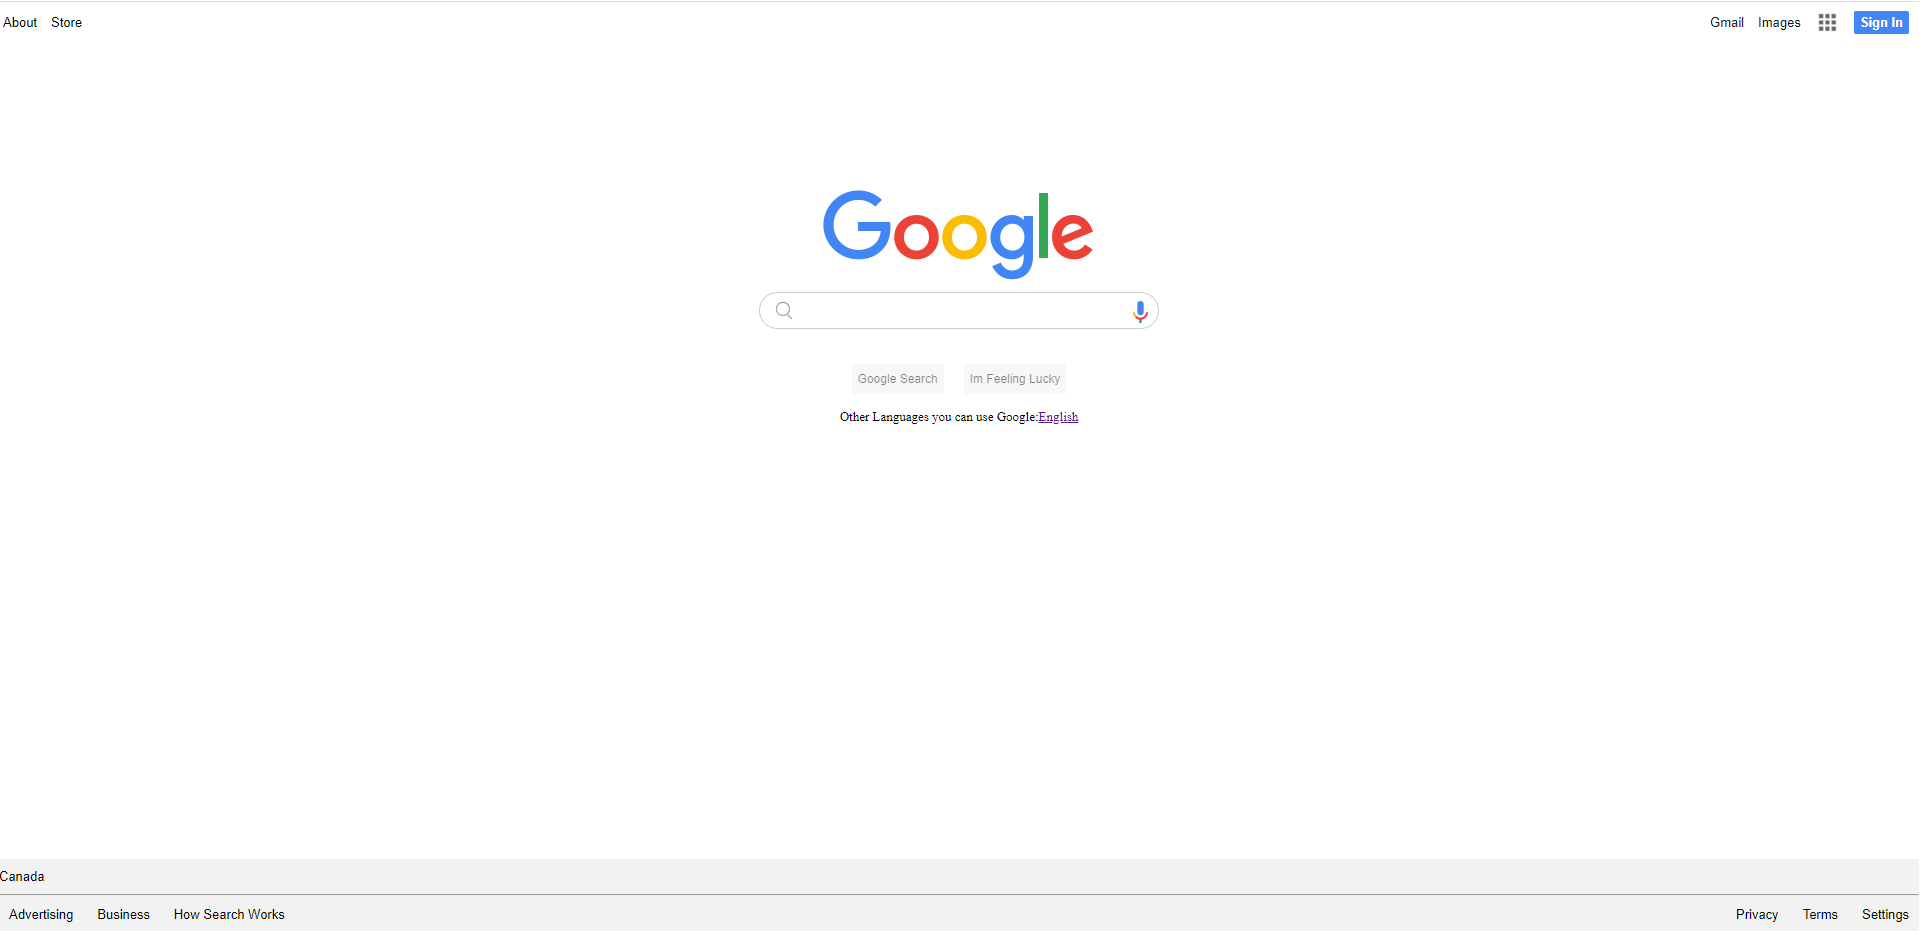 About Store Gmail Images Sign In
Google
Google Search Im Feeling Lucky
Other Languages you can use Google:English
Canada
Advertising Business How Search Works Privacy Terms Settings